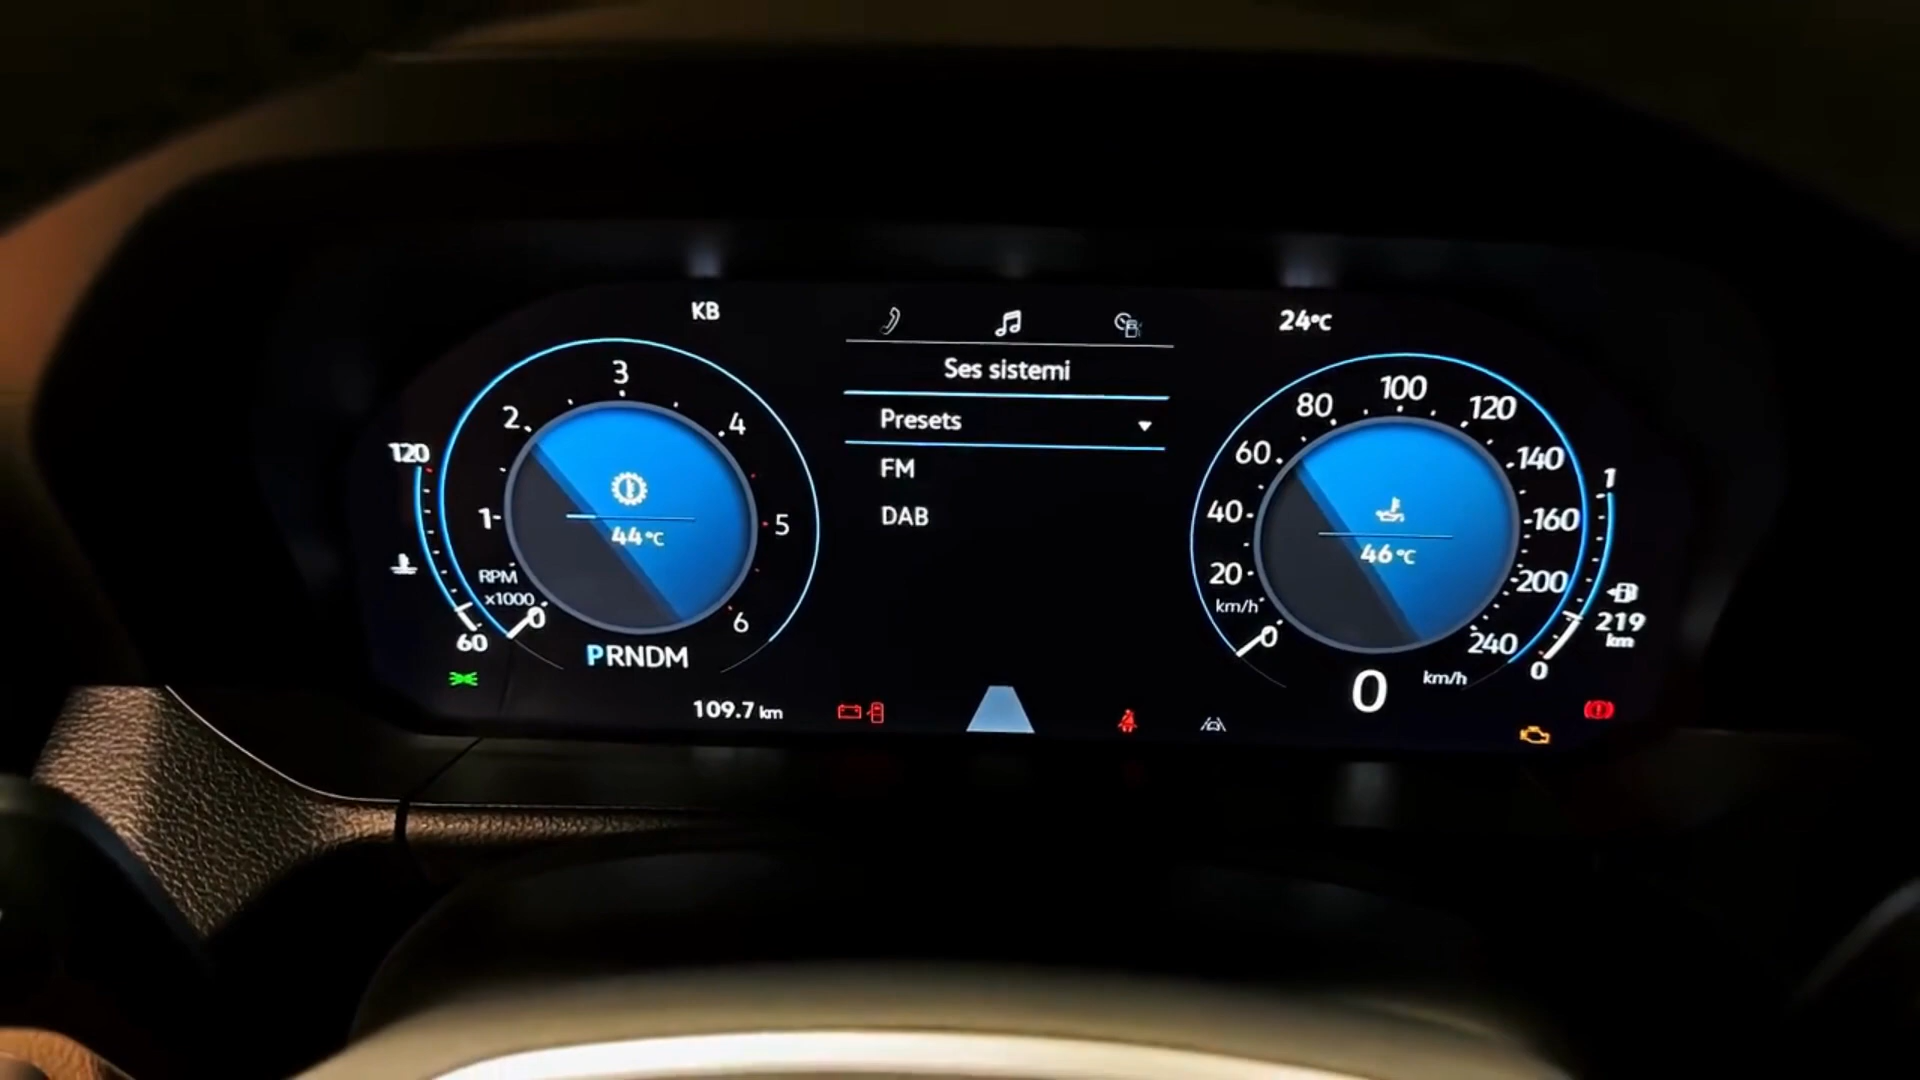 KB
24°C
Ses sistemi
Presets
FM
DAB
120
60
0
1
2
3
4
5
6
RPM
x1000
44°C
PRNDM
109.7 km
0
20
40
60
80
100
120
140
160
200
240
km/h
46°C
0
km/h
1
219
km
0